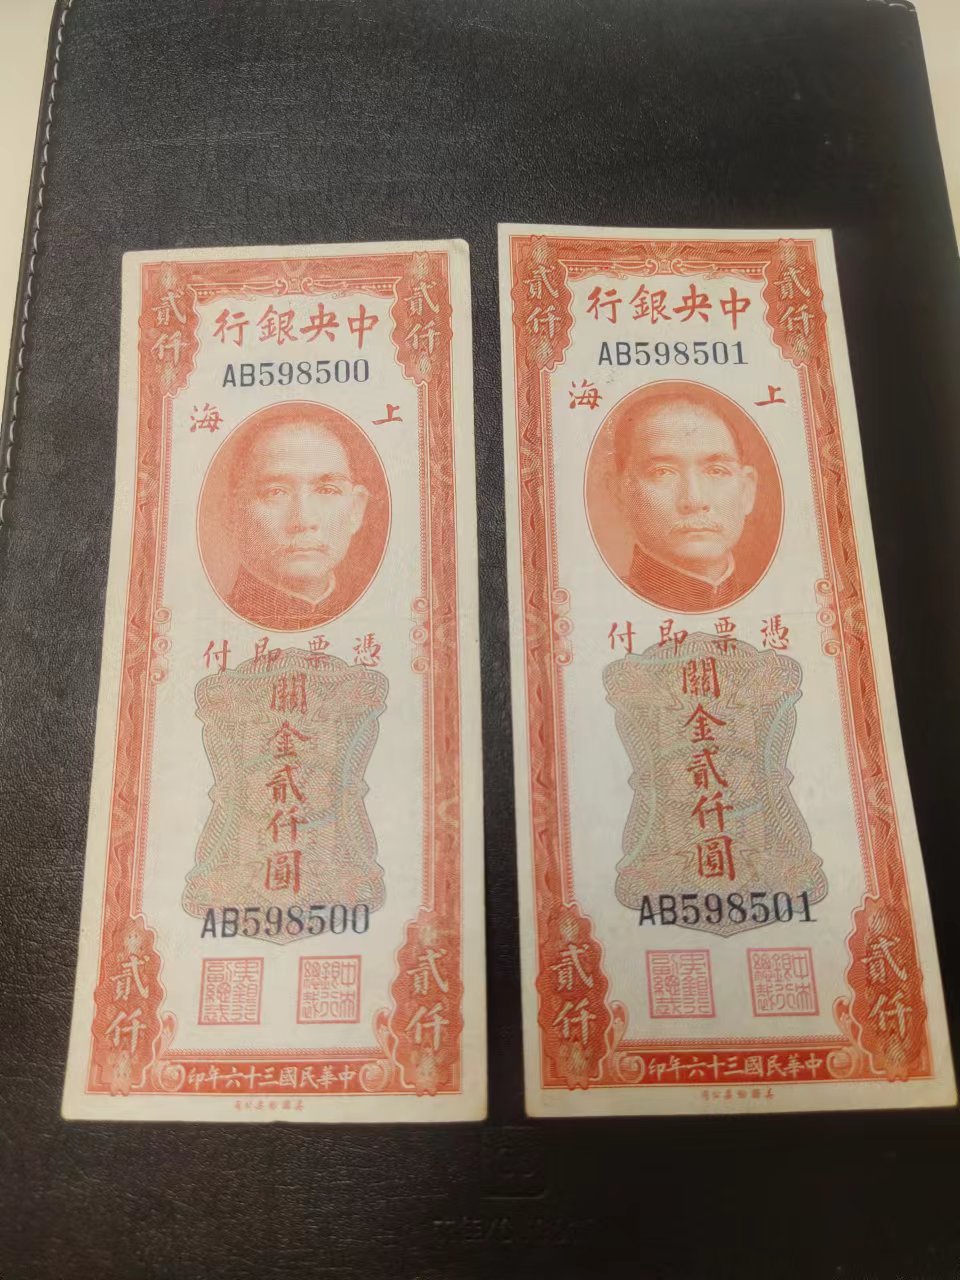 貳仟
貳仟
中央銀行
AB598500
上海
憑票即付
關金貳仟圓
AB598500
貳仟
貳仟
中華民國三十六年印
貳仟
貳仟
中央銀行
AB598501
上海
憑票即付
關金貳仟圓
AB598501
貳仟
貳仟
中華民國三十六年印